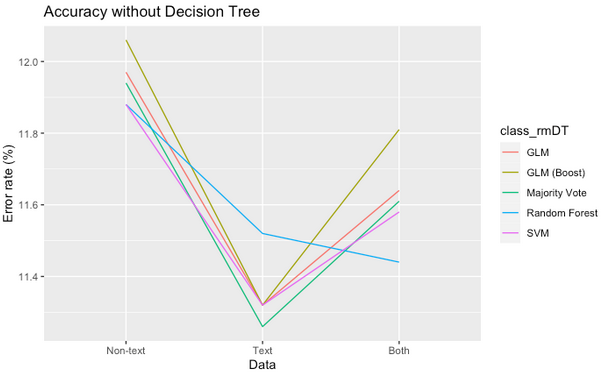 Accuracy without Decision Tree
Error rate (%)
12.0
11.8
11.6
11.4
Non-text
Text
Both
Data
class_rmDT
GLM
GLM (Boost)
Majority Vote
Random Forest
SVM